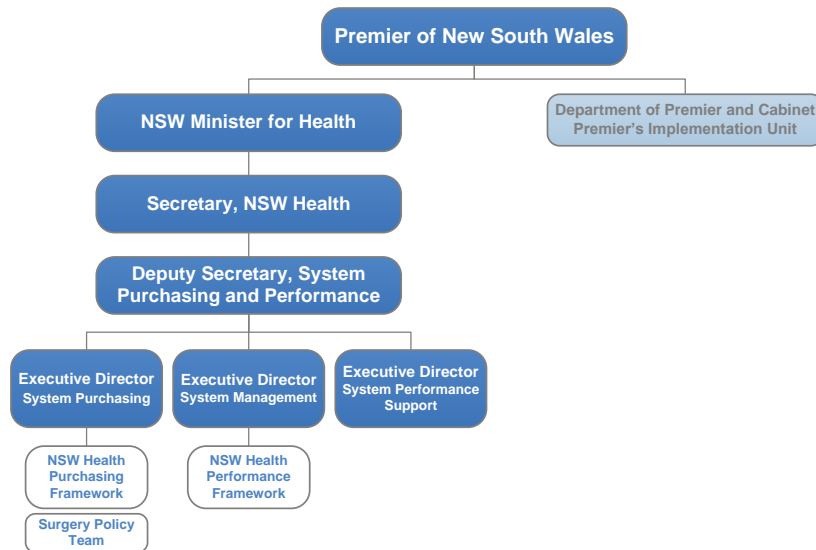 Premier of New South Wales
NSW Minister for Health
Department of Premier and Cabinet
Premier's Implementation Unit
Secretary, NSW Health
Deputy Secretary, System
Purchasing and Performance
Executive Director
System Purchasing
Executive Director
System Management
Executive Director
System Performance
Support
NSW Health
Purchasing
Framework
NSW Health
Performance
Framework
Surgery Policy
Team